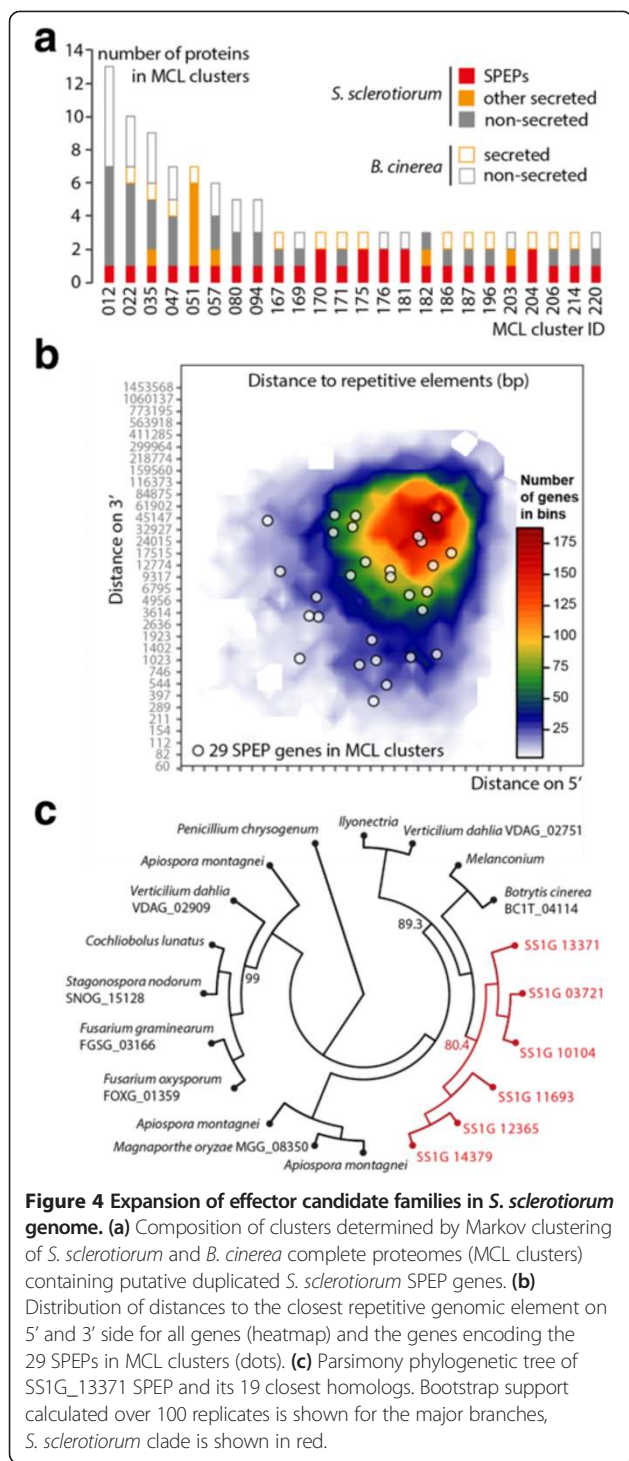 a
number of proteins
in MCL clusters
14
12
10
8
6
4
2
0
S. sclerotiorum
SPEPs
other secreted
non-secreted
B. cinerea
secreted
non-secreted
012
022
035
047
051
057
080
094
167
169
170
171
175
176
181
182
186
187
196
203
204
206
214
220
MCL cluster ID
b
Distance to repetitive elements (bp)
Distance on 3'
1453568
1060137
773195
563918
411285
299964
218774
159560
116373
84875
61902
45147
32927
24015
17515
12774
9317
6795
4956
3614
2636
1923
1402
1023
746
544
397
289
211
154
112
82
60
Number
of genes
in bins
175
150
125
100
75
50
25
29 SPEP genes in MCL clusters
Distance on 5'
c
Penicillium chrysogenum
Ilyonectria
Verticilium dahlia VDAG_02751
Apiospora montagnei
Melanconium
Verticilium dahlia
VDAG_02909
Botrytis cinerea
BC1T_04114
89.3
Cochliobolus lunatus
SS1G 13371
99
Stagonospora nodorum
SNOG_15128
SS1G 03721
Fusarium graminearum
FGSG_03166
80.4
SS1G 10104
Fusarium oxysporum
FOXG_01359
SS1G 11693
Apiospora montagnei
SS1G 12365
Magnaporthe oryzae MGG_08350
SS1G 14379
Apiospora montagnei
Figure 4 Expansion of effector candidate families in S. sclerotiorum
genome. (a) Composition of clusters determined by Markov clustering
of S. sclerotiorum and B. cinerea complete proteomes (MCL clusters)
containing putative duplicated S. sclerotiorum SPEP genes. (b)
Distribution of distances to the closest repetitive genomic element on
5' and 3' side for all genes (heatmap) and the genes encoding the
29 SPEPs in MCL clusters (dots). (c) Parsimony phylogenetic tree of
SS1G_13371 SPEP and its 19 closest homologs. Bootstrap support
calculated over 100 replicates is shown for the major branches,
S. sclerotiorum clade is shown in red.